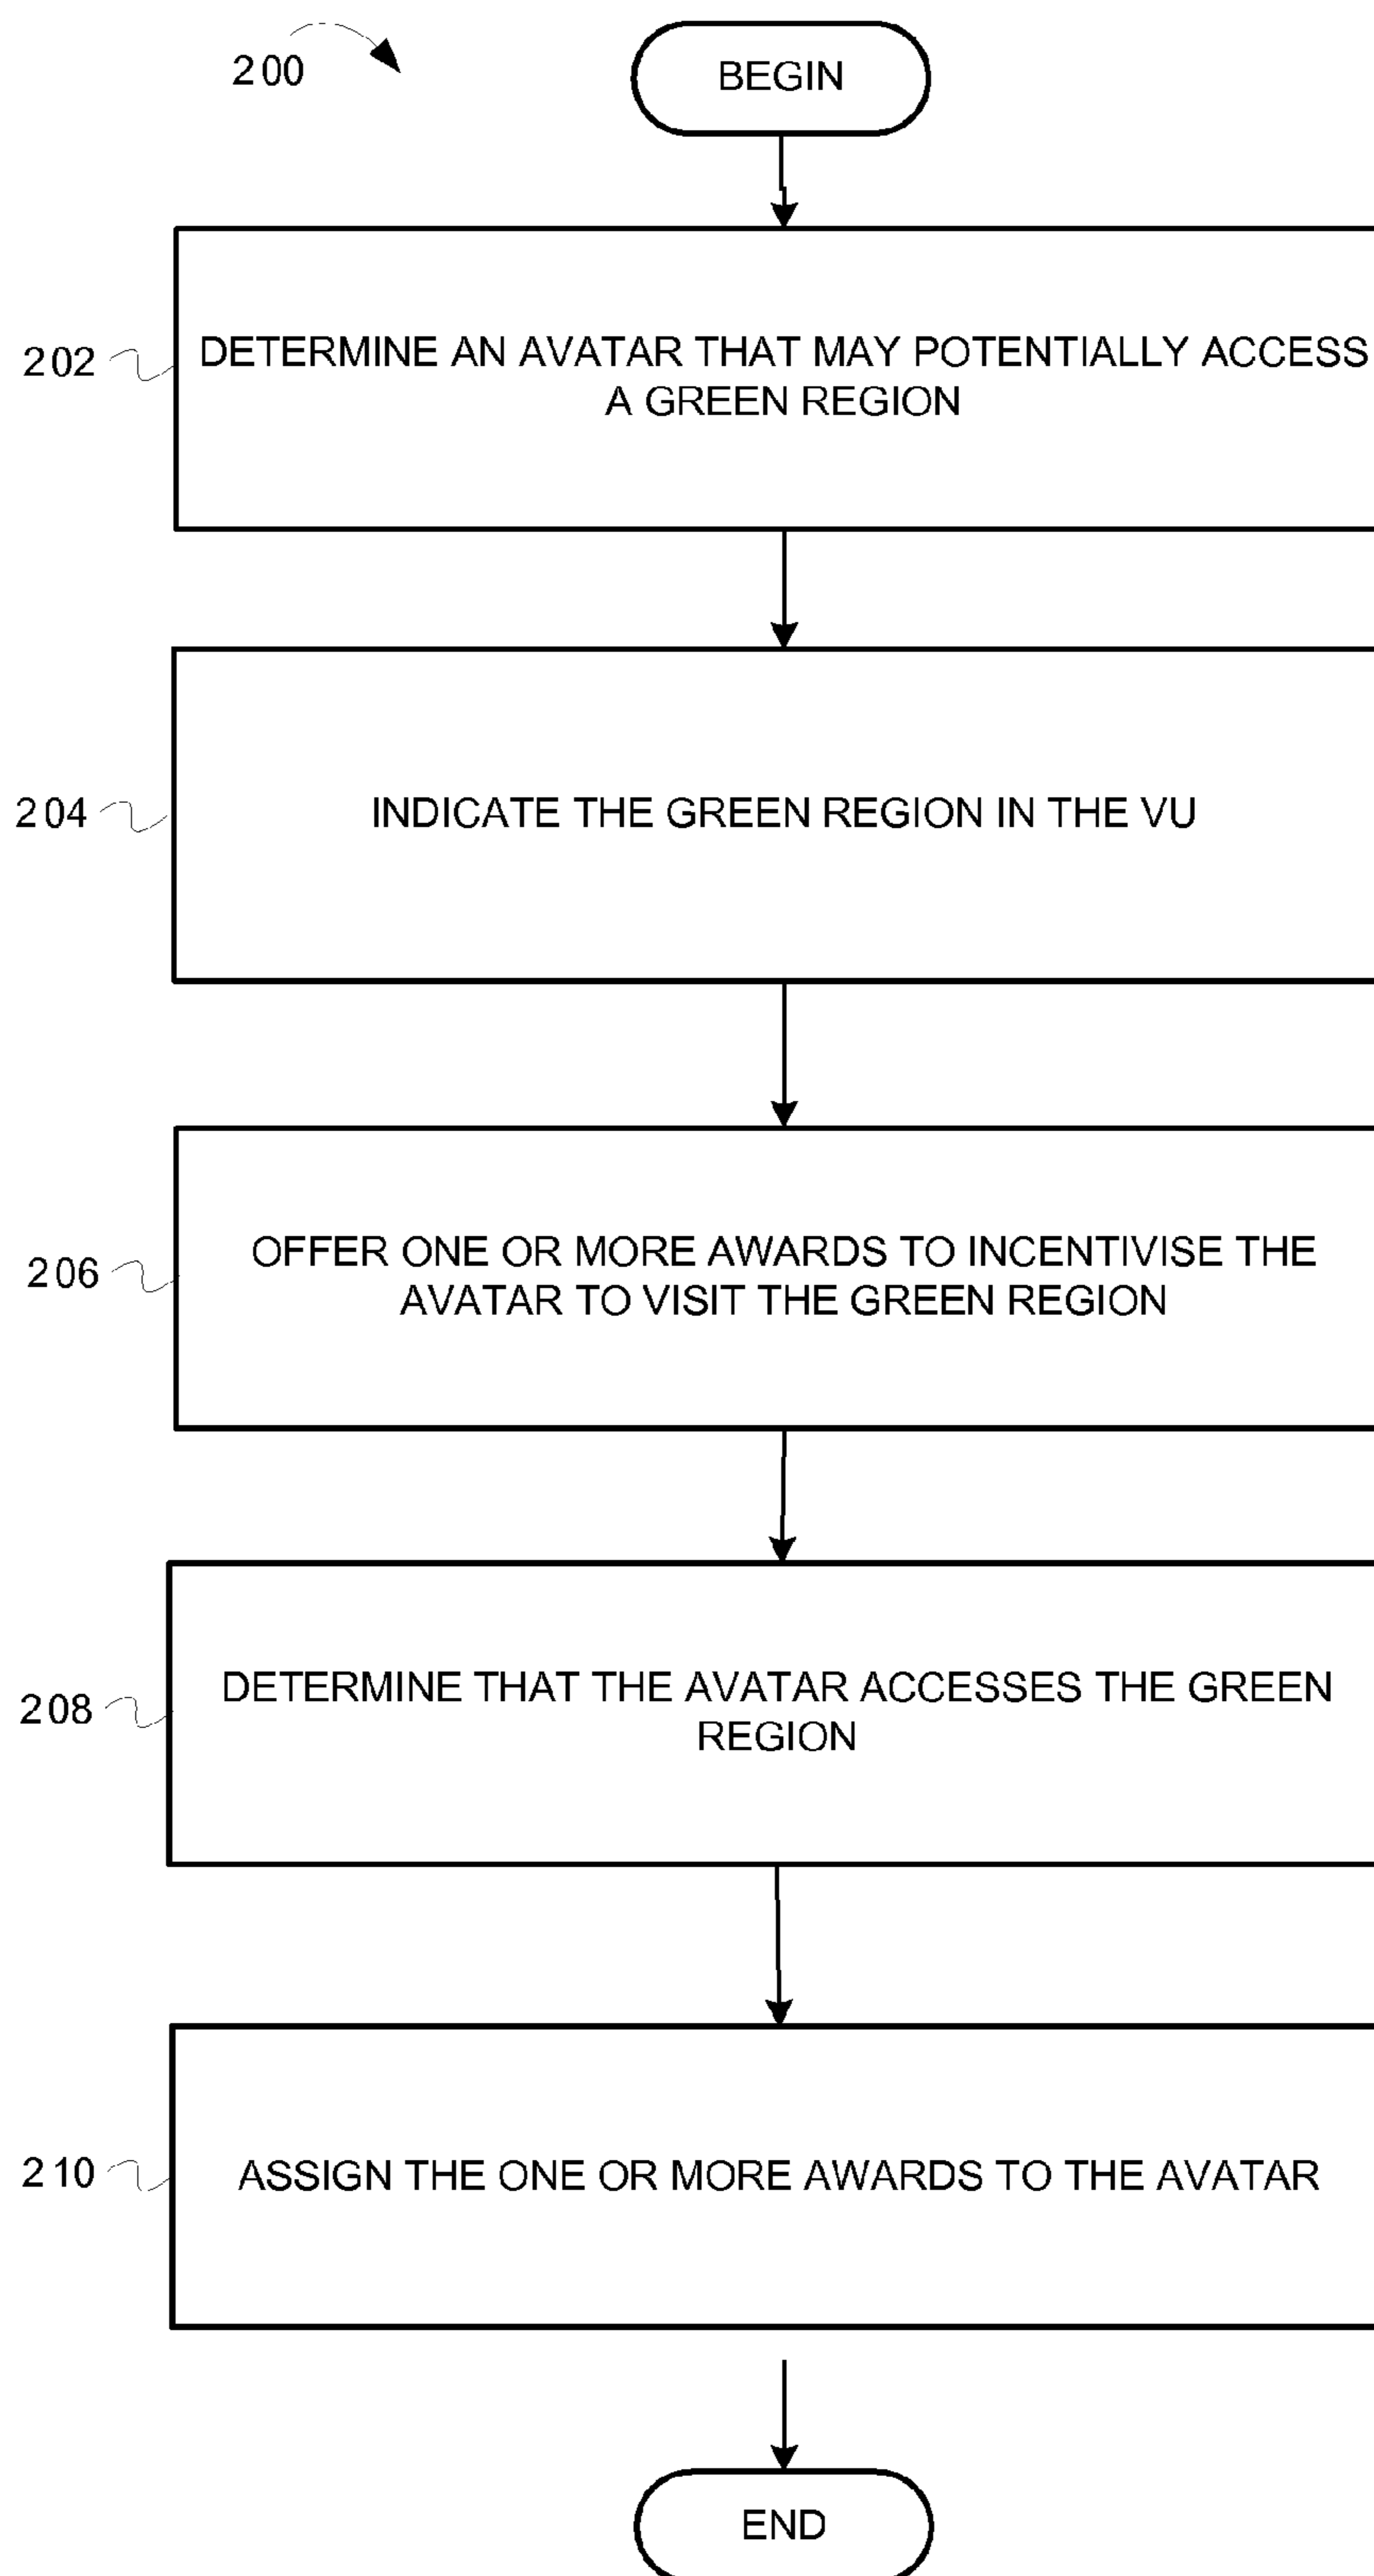 200
BEGIN
202
DETERMINE AN AVATAR THAT MAY POTENTIALLY ACCESS
A GREEN REGION
204
INDICATE THE GREEN REGION IN THE VU
206
OFFER ONE OR MORE AWARDS TO INCENTIVISE THE
AVATAR TO VISIT THE GREEN REGION
208
DETERMINE THAT THE AVATAR ACCESSES THE GREEN
REGION
210
ASSIGN THE ONE OR MORE AWARDS TO THE AVATAR
END